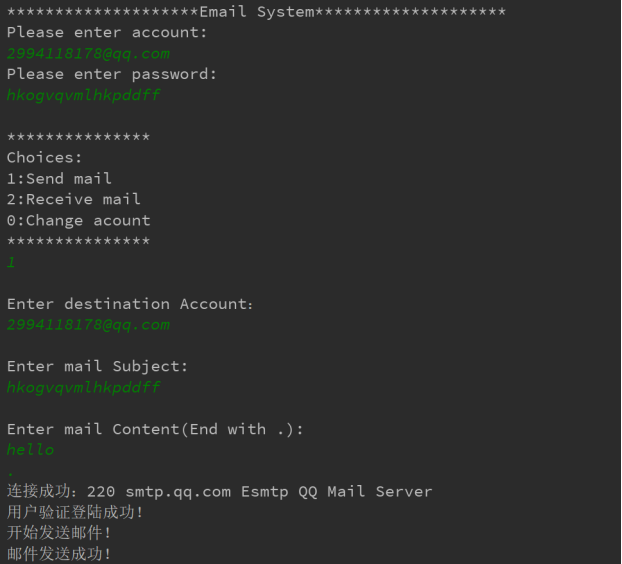 ********************Email System********************
Please enter account:
2994118178@qq.com
Please enter password:
hkogvqvmlhkpddff
***************
Choices:
1:Send mail
2:Receive mail
0:Change acount
***************
1
Enter destination Account:
2994118178@qq.com
Enter mail Subject:
hkogvqvmlhkpddff
Enter mail Content(End with .):
hello
.
连接成功：220 smtp.qq.com Esmtp QQ Mail Server
用户验证登陆成功！
开始发送邮件！
邮件发送成功！